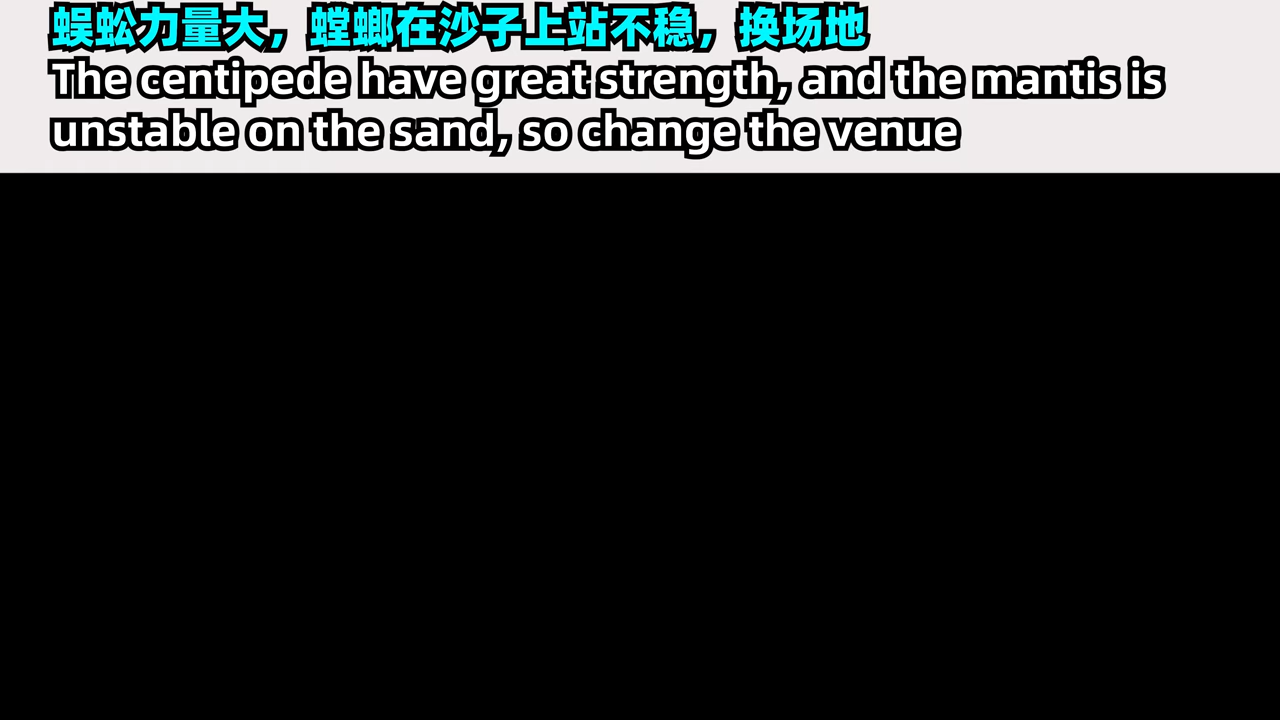 蜈蚣力量大，螳螂在沙子上站不稳，换场地
The centipede have great strength, and the mantis is
unstable on the sand, so change the venue